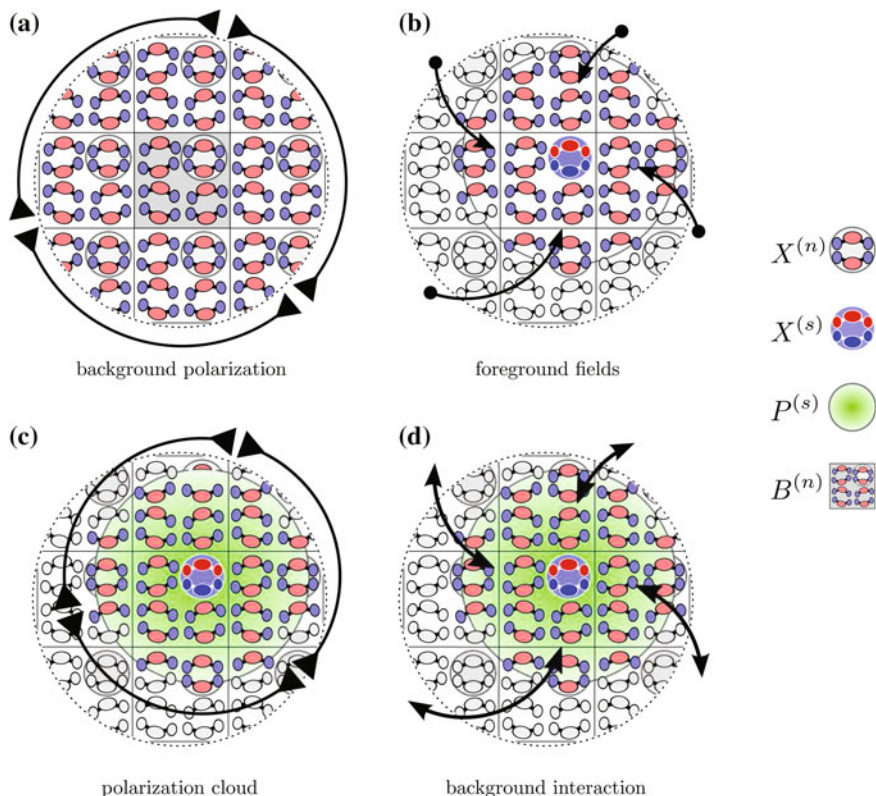 (a)
(b)
background polarization
foreground fields
X^{(n)}
X^{(s)}
P^{(s)}
B^{(n)}
(c)
(d)
polarization cloud
background interaction